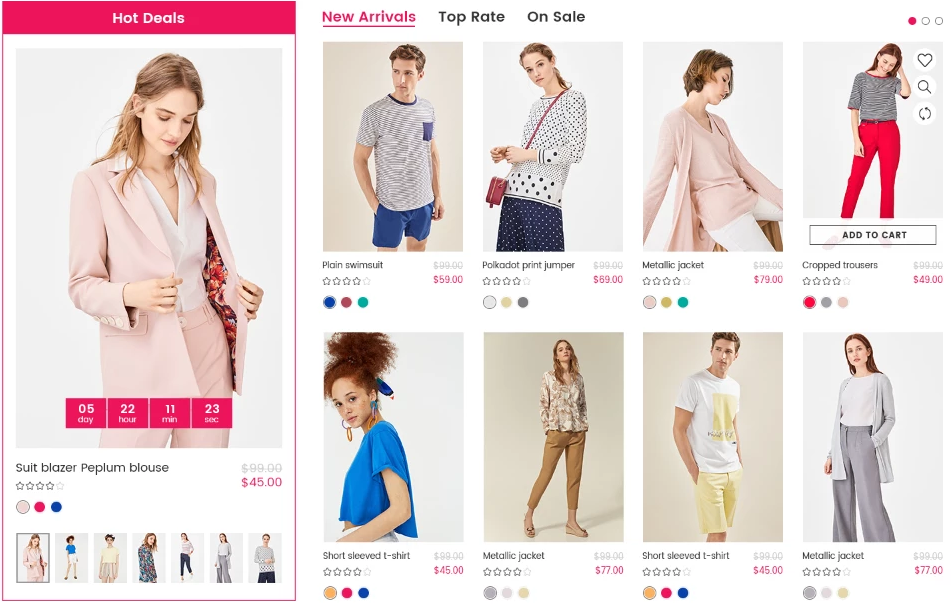 Hot Deals
05 22 11 23
day hour min sec
Suit blazer Peplum blouse $99.00
$45.00
New Arrivals Top Rate On Sale
ADD TO CART
Plain swimsuit $99.00 Polkadot print jumper $99.00 Metallic jacket $99.00 Cropped trousers $99.00
$59.00 $69.00 $79.00 $49.00
Short sleeved t-shirt $99.00 Metallic jacket $99.00 Short sleeved t-shirt $99.00 Metallic jacket $99.00
$45.00 $77.00 $45.00 $77.00